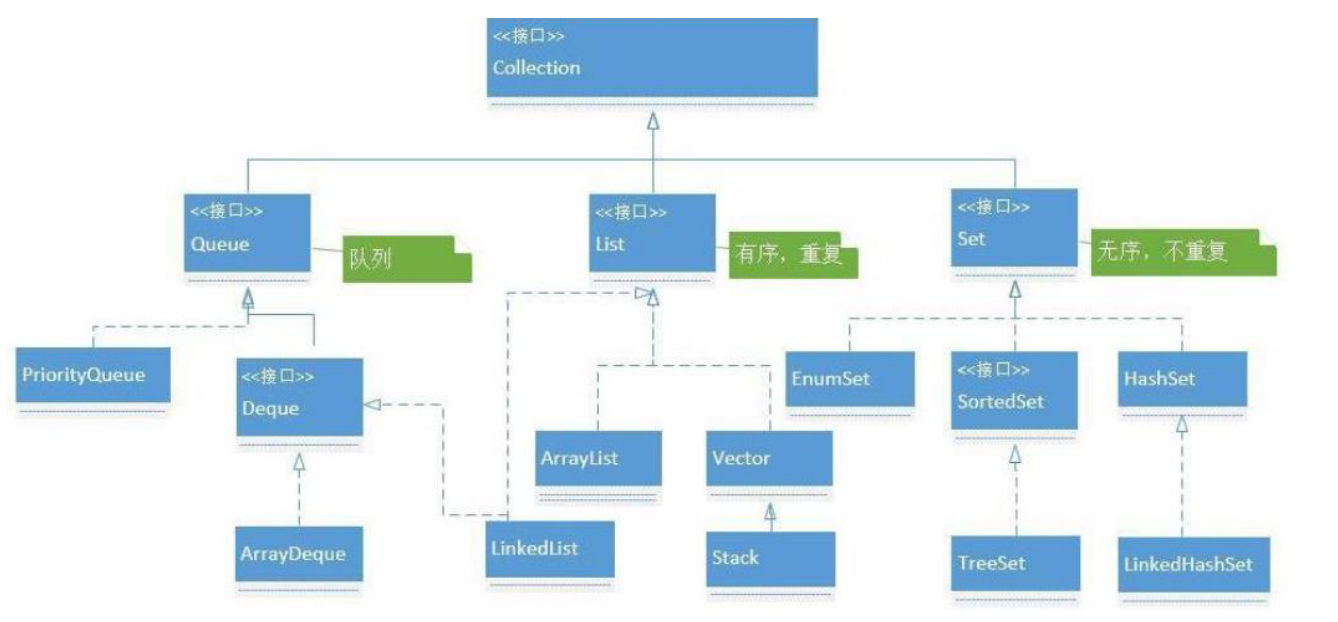 <<接口>>
Collection
<<接口>>
Queue
队列
<<接口>>
List
有序，重复
<<接口>>
Set
无序，不重复
PriorityQueue
<<接口>>
Deque
EnumSet
<<接口>>
SortedSet
HashSet
ArrayList
Vector
ArrayDeque
LinkedList
Stack
TreeSet
LinkedHashSet